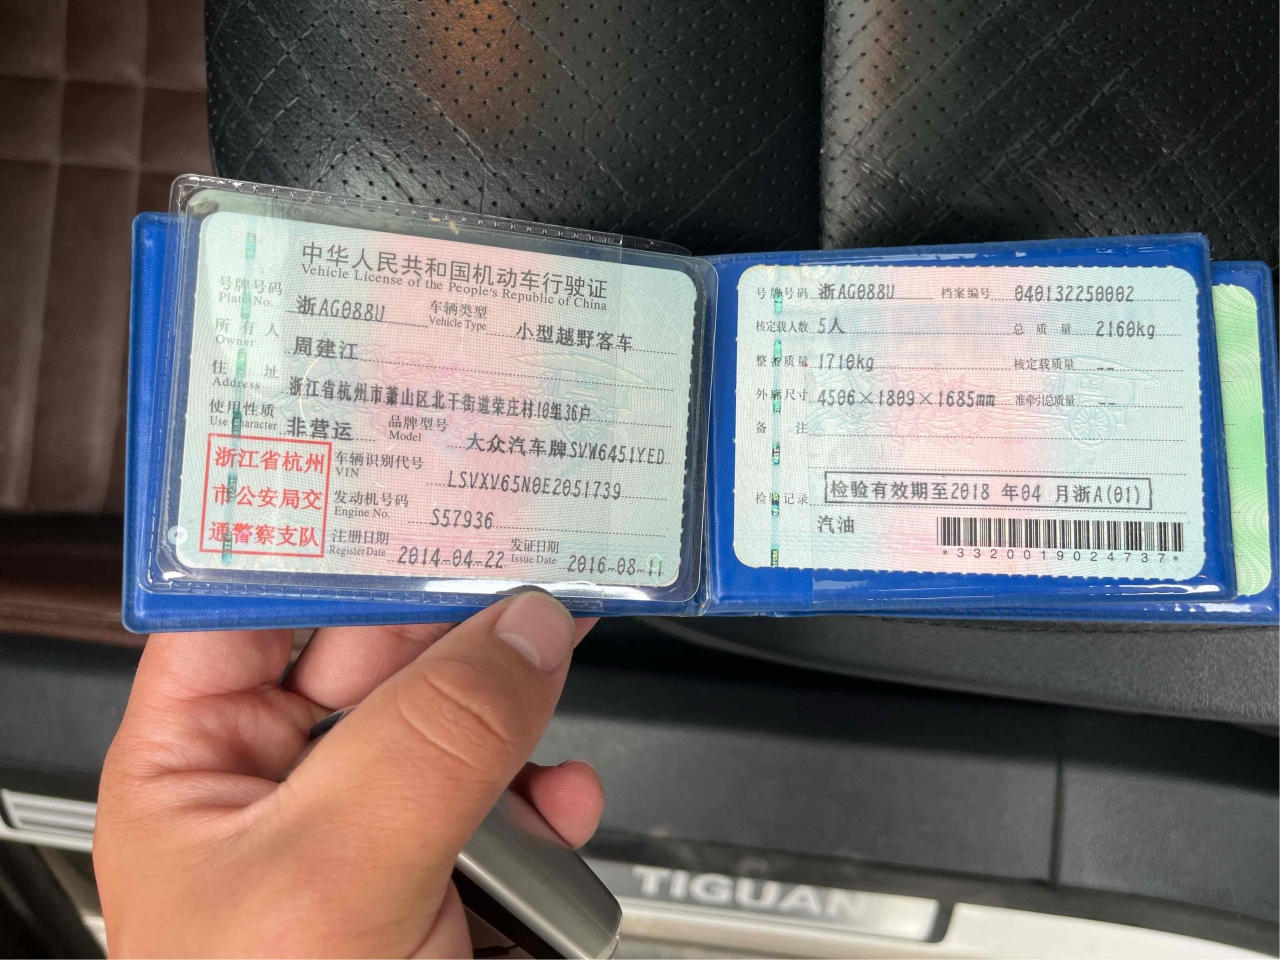 中华人民共和国机动车行驶证
Vehicle License of the People's Republic of China
号牌号码 浙AG088U 车辆类型 小型越野客车
Plate No. Vehicle Type
所有人 周建江
Owner
住址 浙江省杭州市萧山区北干街道荣庄村10组36户
Address
使用性质 非营运 品牌型号 大众汽车牌SVW6451YED
Use Character Model
浙江省杭州
市公安局交
通警察支队
车辆识别代号 LSVXV65N0E2051739
VIN
发动机号码 S57936
Engine No.
注册日期 2014-04-22 发证日期 2016-08-11
Register Date Issue Date
号牌号码 浙AG088U 档案编号 040132250002
核定载人数 5人 总质量 2160kg
整备质量 1710kg 核定载质量 --
外廓尺寸 4506×1809×1685mm 准牵引总质量 --
备注
检验记录 检验有效期至2018 年04 月浙A(01)
汽油
*3320019024737*
TIGUAN